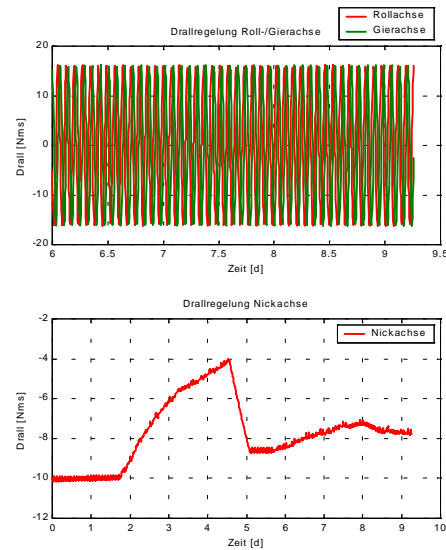 Drallregelung Roll-/Gierachse
Rollachse
Gierachse
20
10
0
-10
-20
Drall [Nms]
6 6.5 7 7.5 8 8.5 9 9.5
Zeit [d]
Drallregelung Nickachse
Nickachse
-2
-4
-6
-8
-10
-12
Drall [Nms]
0 1 2 3 4 5 6 7 8 9 10
Zeit [d]